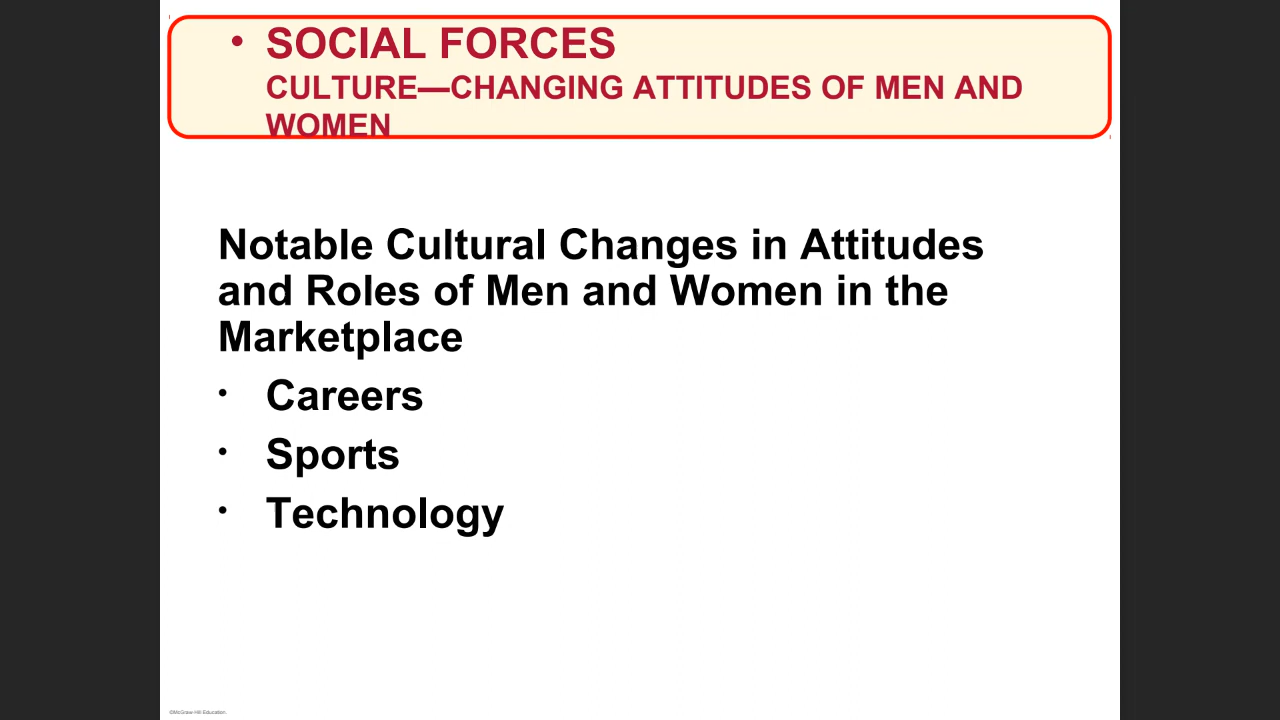 • SOCIAL FORCES
CULTURE—CHANGING ATTITUDES OF MEN AND
WOMEN
Notable Cultural Changes in Attitudes
and Roles of Men and Women in the
Marketplace
• Careers
• Sports
• Technology
©McGraw-Hill Education.